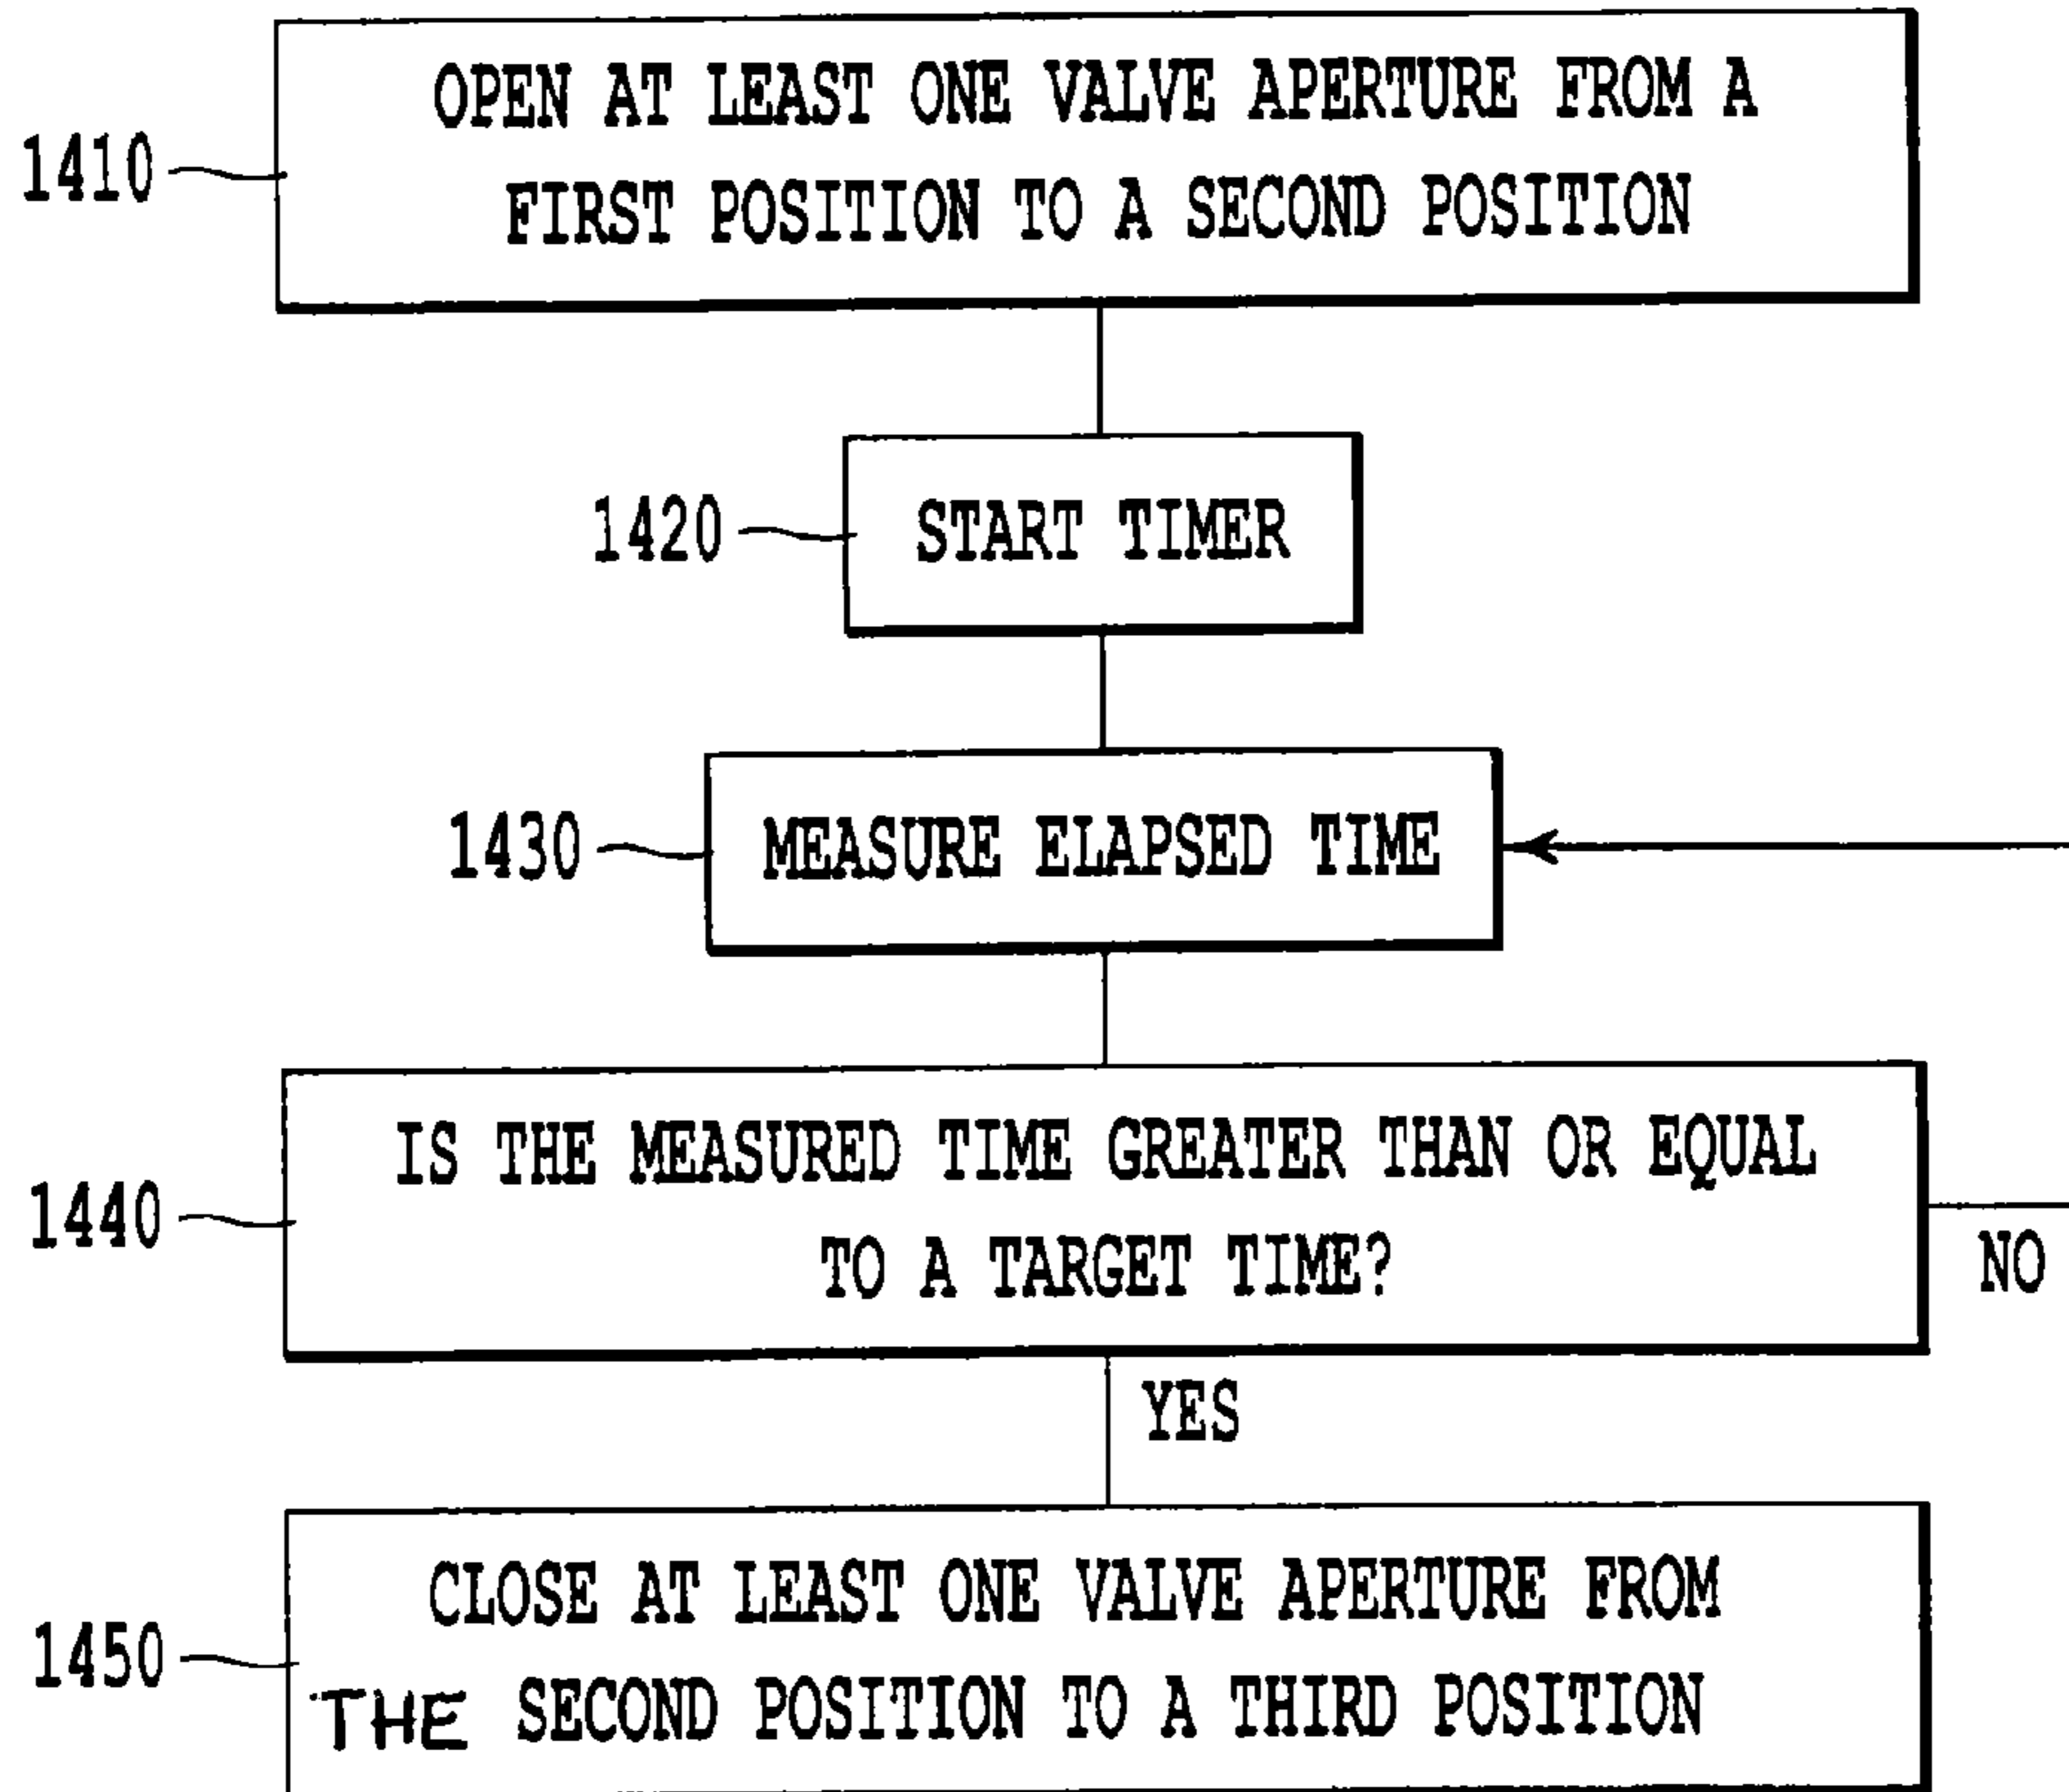 1410
OPEN AT LEAST ONE VALVE APERTURE FROM A
FIRST POSITION TO A SECOND POSITION
1420
START TIMER
1430
MEASURE ELAPSED TIME
1440
IS THE MEASURED TIME GREATER THAN OR EQUAL
TO A TARGET TIME?
NO
YES
1450
CLOSE AT LEAST ONE VALVE APERTURE FROM
THE SECOND POSITION TO A THIRD POSITION